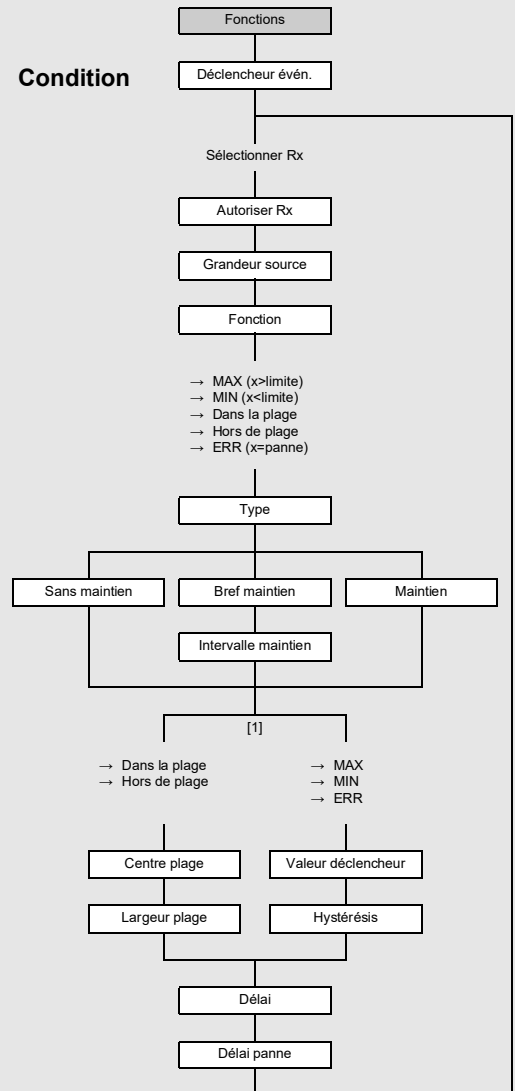 Fonctions
Condition
Déclencheur évén.
Sélectionner Rx
Autoriser Rx
Grandeur source
Fonction
→ MAX (x>limite)
→ MIN (x<limite)
→ Dans la plage
→ Hors de plage
→ ERR (x=panne)
Type
Sans maintien
Bref maintien
Maintien
Intervalle maintien
[1]
→ Dans la plage
→ Hors de plage
→ MAX
→ MIN
→ ERR
Centre plage
Valeur déclencheur
Largeur plage
Hystérésis
Délai
Délai panne